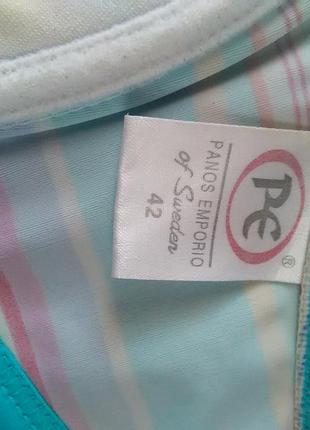 PE®
PANOS EMPORIO
of Sweden
42